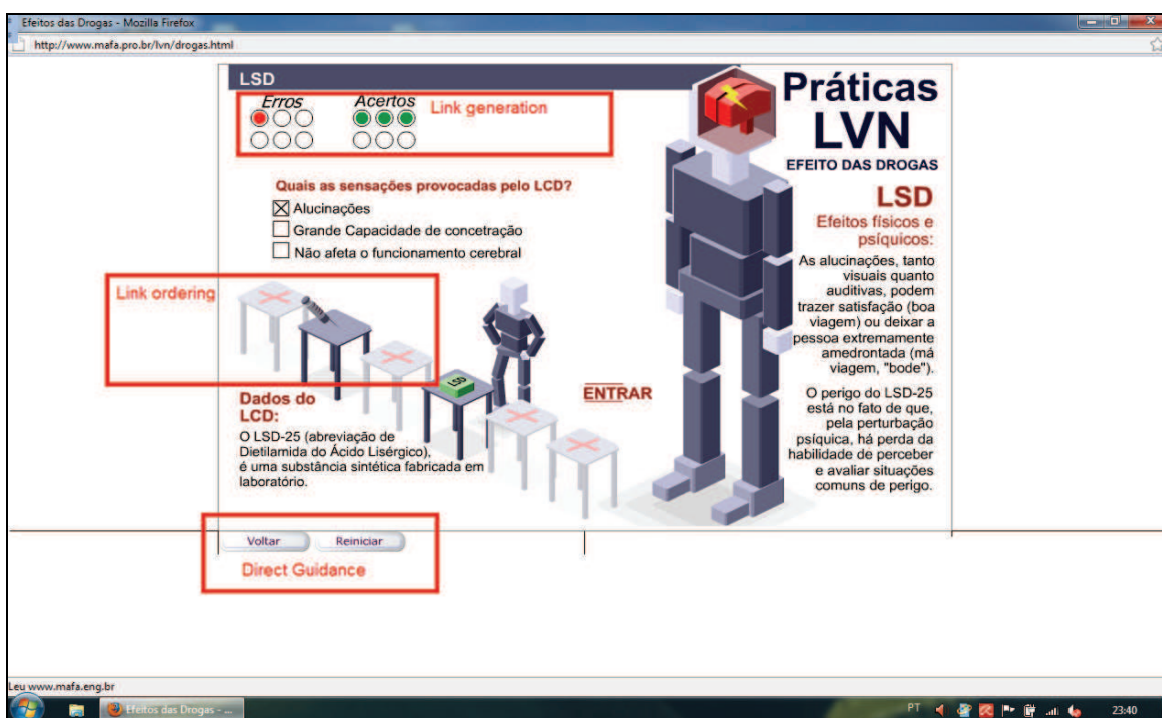 Efeitos das Drogas - Mozilla Firefox
http://www.mafa.pro.br/lvn/drogas.html
LSD
Erros
Acertos
Link generation
Quais as sensações provocadas pelo LCD?
Alucinações
Grande Capacidade de concetração
Não afeta o funcionamento cerebral
Link ordering
LSD
Dados do
LCD:
O LSD-25 (abreviação de
Dietilamida do Ácido Lisérgico),
é uma substância sintética fabricada em
laboratório.
ENTRAR
Práticas
LVN
EFEITO DAS DROGAS
LSD
Efeitos físicos e
psíquicos:
As alucinações, tanto
visuais quanto
auditivas, podem
trazer satisfação (boa
viagem) ou deixar a
pessoa extremamente
amedrontada (má
viagem, "bode").
O perigo do LSD-25
está no fato de que,
pela perturbação
psíquica, há perda da
habilidade de perceber
e avaliar situações
comuns de perigo.
Voltar
Reiniciar
Direct Guidance
Leu www.mafa.eng.br
Efeitos das Drogas - ...
PT
23:40